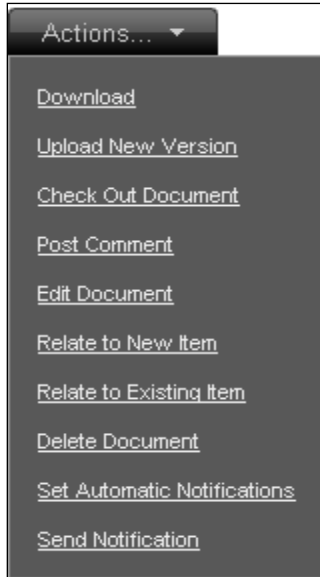 Actions...
Download
Upload New Version
Check Out Document
Post Comment
Edit Document
Relate to New Item
Relate to Existing Item
Delete Document
Set Automatic Notifications
Send Notification